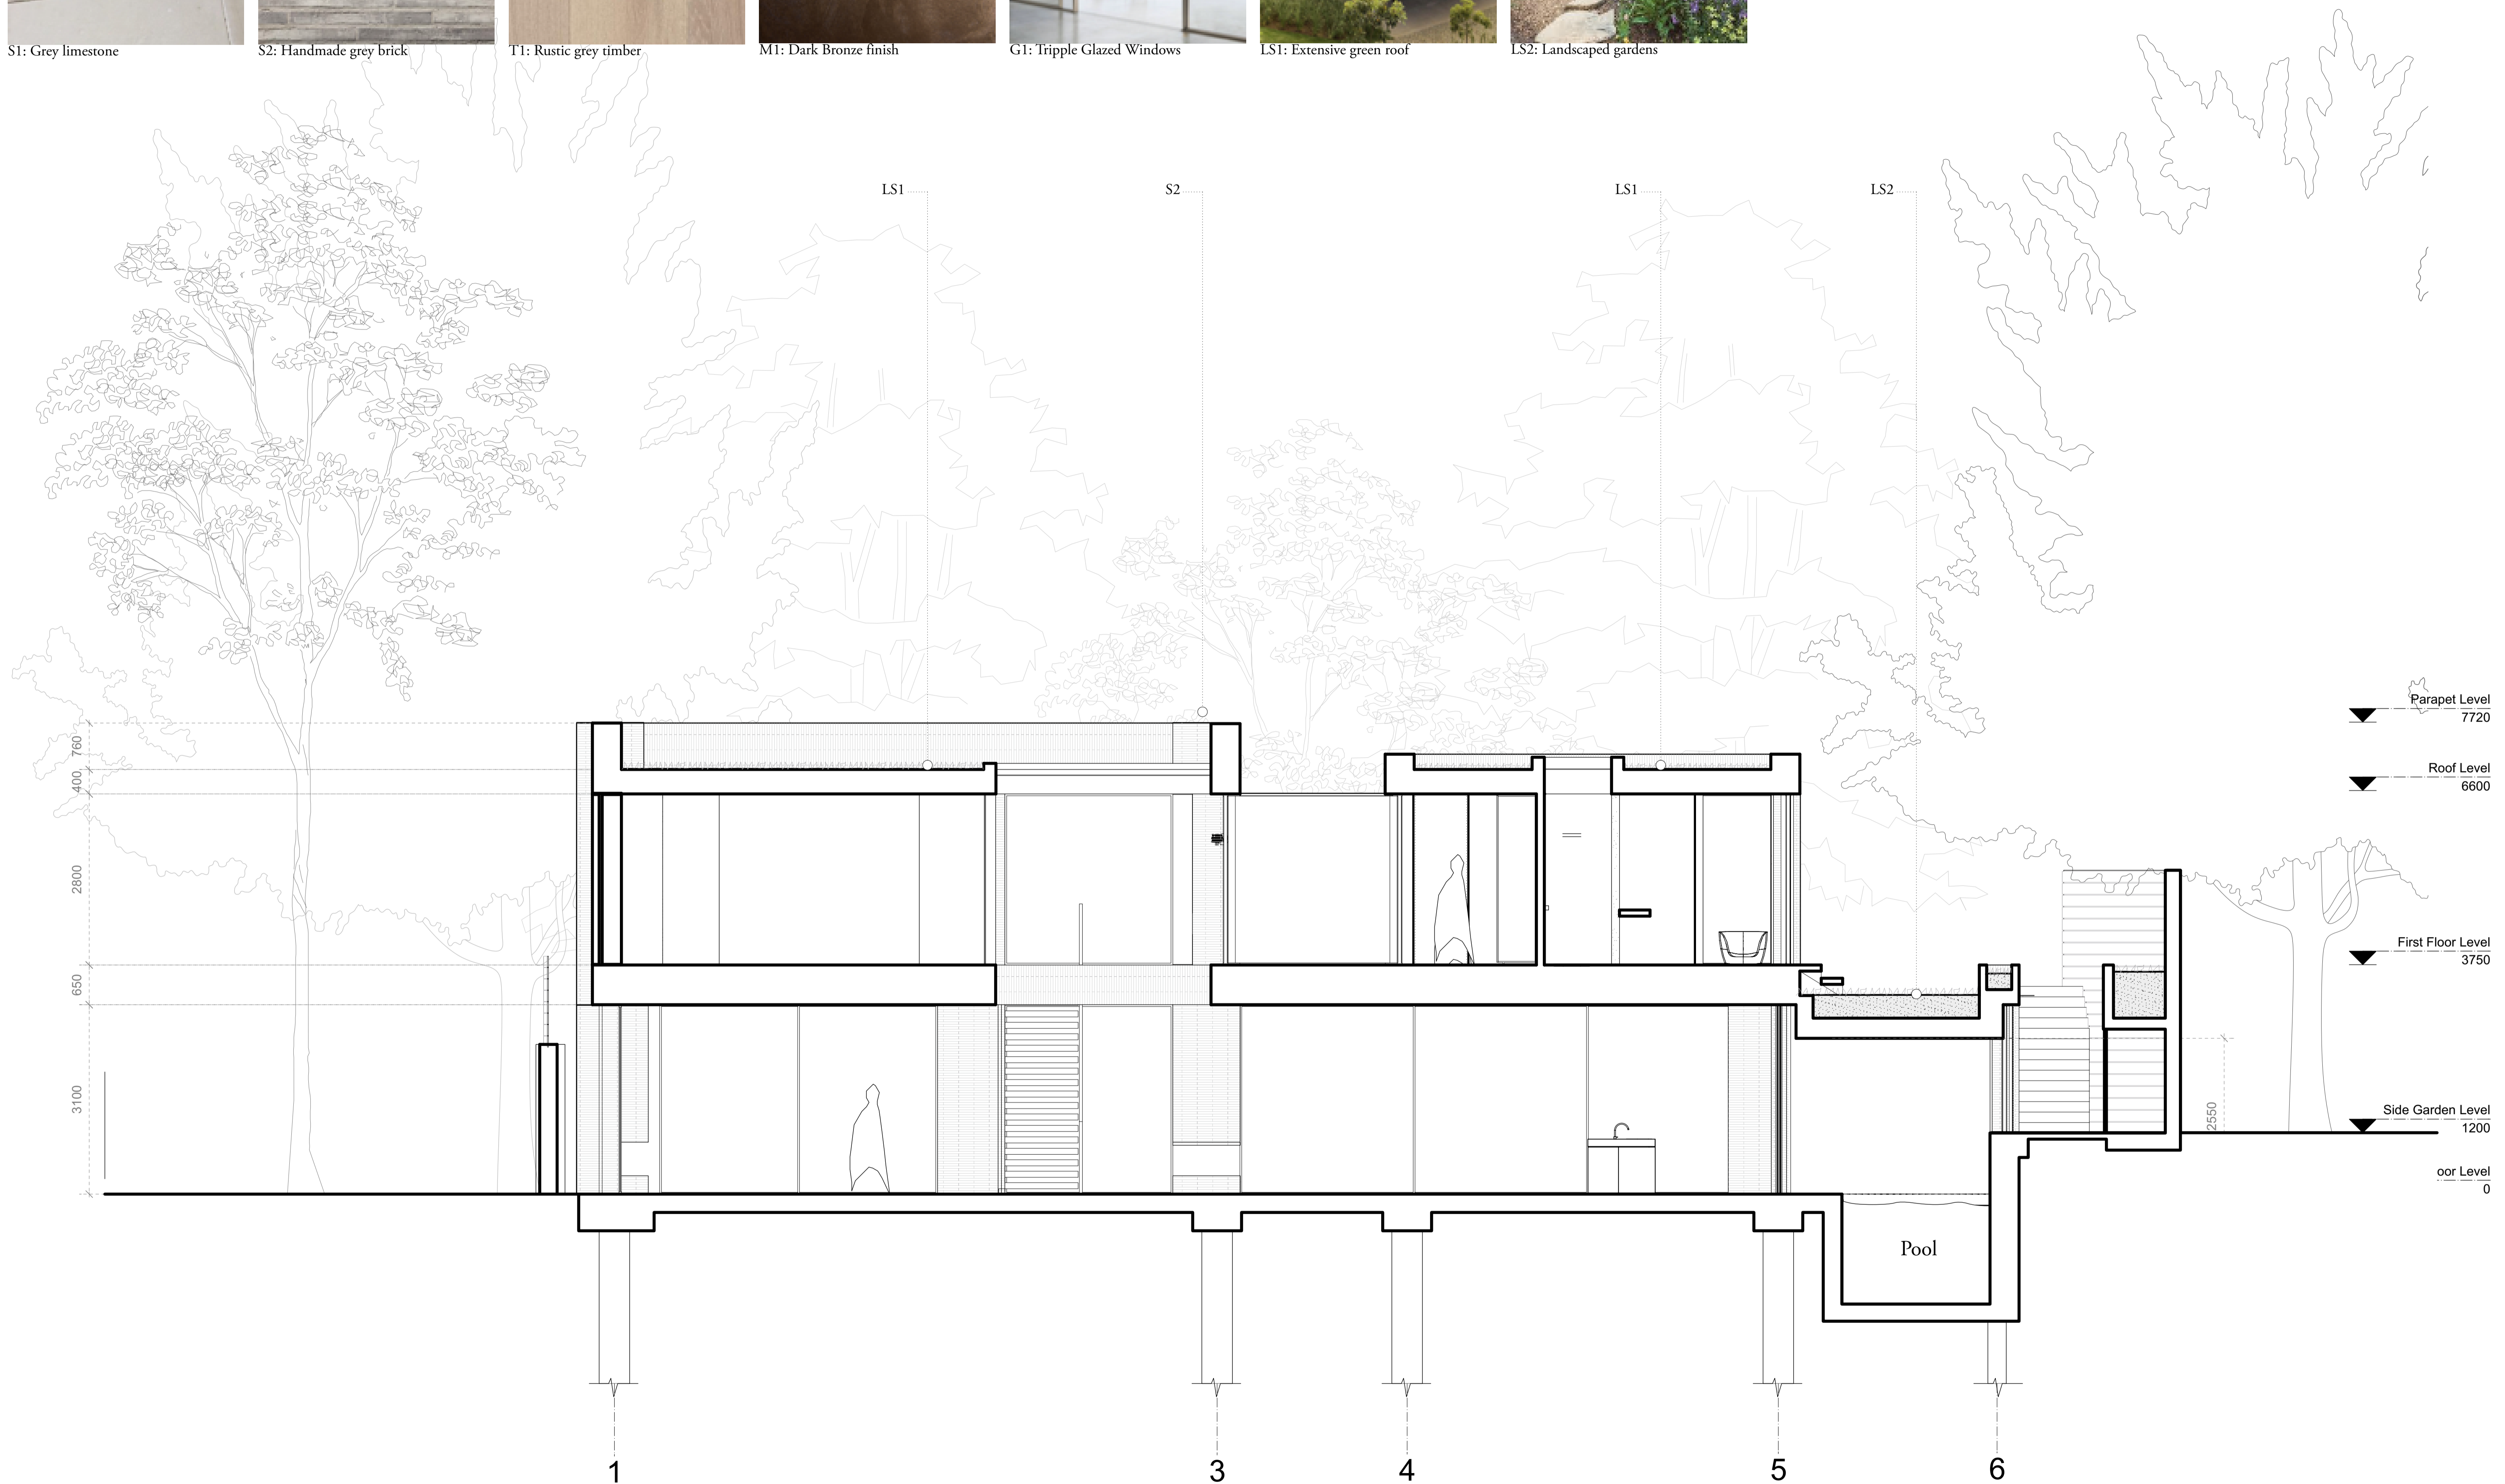 S1: Grey limestone
S2: Handmade grey brick
T1: Rustic grey timber
M1: Dark Bronze finish
G1: Tripple Glazed Windows
LS1: Extensive green roof
LS2: Landscaped gardens
LS1
S2
LS1
LS2
Parapet Level
7720
760
400
Roof Level
6600
2800
First Floor Level
3750
650
3100
2550
Side Garden Level
1200
oor Level
0
Pool
1
3
4
5
6